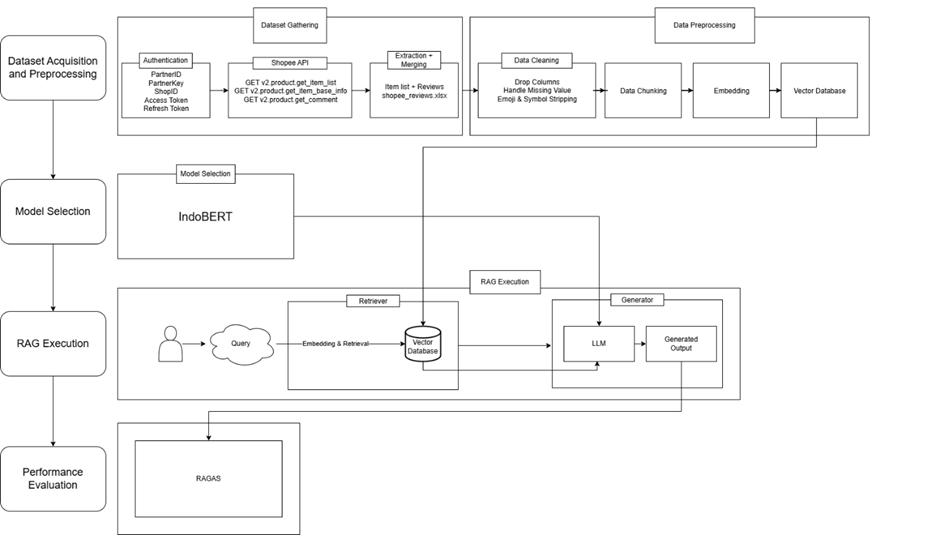 Dataset Gathering
Data Preprocessing
Dataset Acquisition
and Preprocessing
Authentication
PartnerID
PartnerKey
ShopID
Access Token
Refresh Token
Shopee API
GET v2.product.get_item_list
GET v2.product.get_item_base_info
GET v2.product.get_comment
Extraction +
Merging
Item list + Reviews
shopee_reviews.xlsx
Data Cleaning
Drop Columns
Handle Missing Value
Emoji & Symbol Stripping
Data Chunking
Embedding
Vector Database
Model Selection
Model Selection
IndoBERT
RAG Execution
RAG Execution
Retriever
Generator
Query
Embedding & Retrieval
Vector
Database
LLM
Generated
Output
Performance
Evaluation
RAGAS